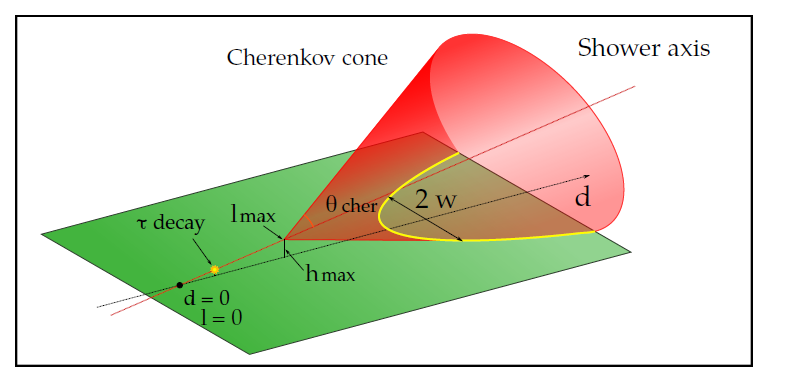 Cherenkov cone
Shower axis
θ cher
2 w
d
τ decay
l max
h max
d = 0
l = 0